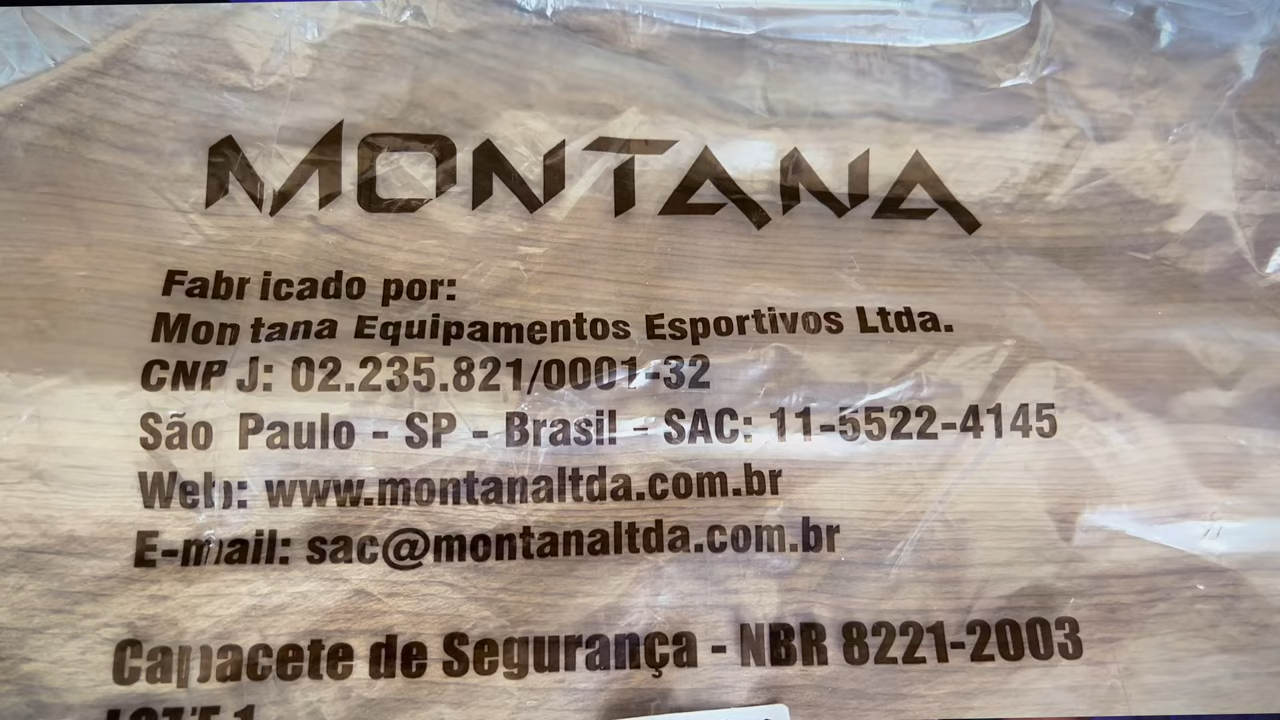 MONTANA
Fabricado por:
Montana Equipamentos Esportivos Ltda.
CNPJ: 02.235.821/0001-32
São Paulo - SP - Brasil - SAC: 11-5522-4145
Web: www.montanaltda.com.br
E-mail: sac@montanaltda.com.br
Capacete de Segurança - NBR 8221-2003